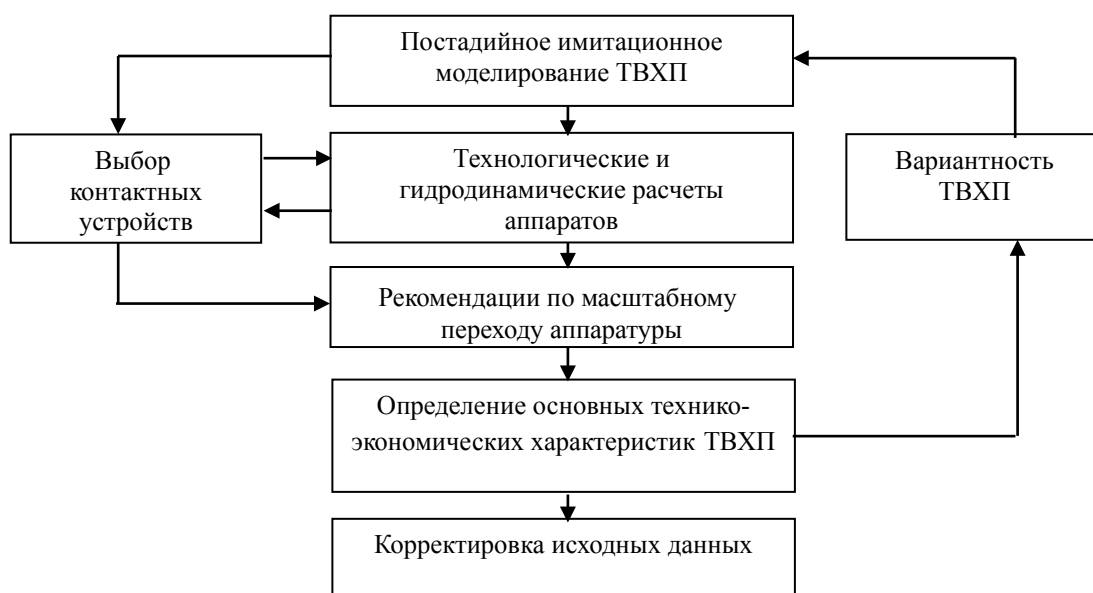 Постадийное имитационное
моделирование ТВХП
Выбор
контактных
устройств
Технологические и
гидродинамические расчеты
аппаратов
Вариантность
ТВХП
Рекомендации по масштабному
переходу аппаратуры
Определение основных технико-
экономических характеристик ТВХП
Корректировка исходных данных